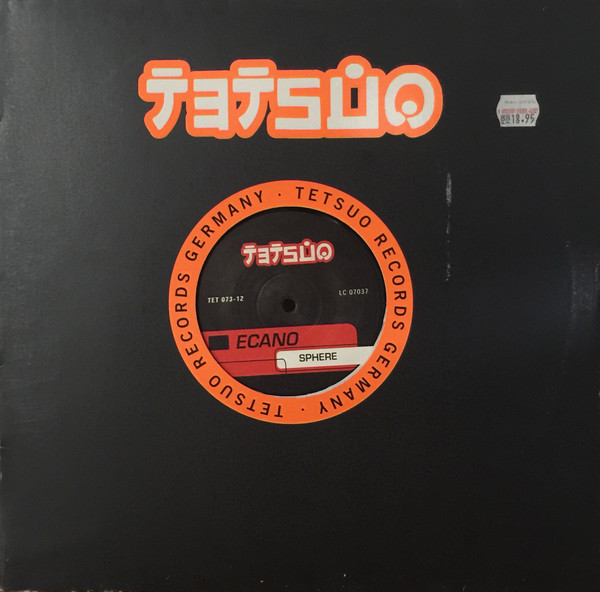 TETSUO
18.95
TETSUO RECORDS GERMANY · TETSUO RECORDS GERMANY ·
TETSUO
TET 073-12
LC 07037
ECANO
SPHERE